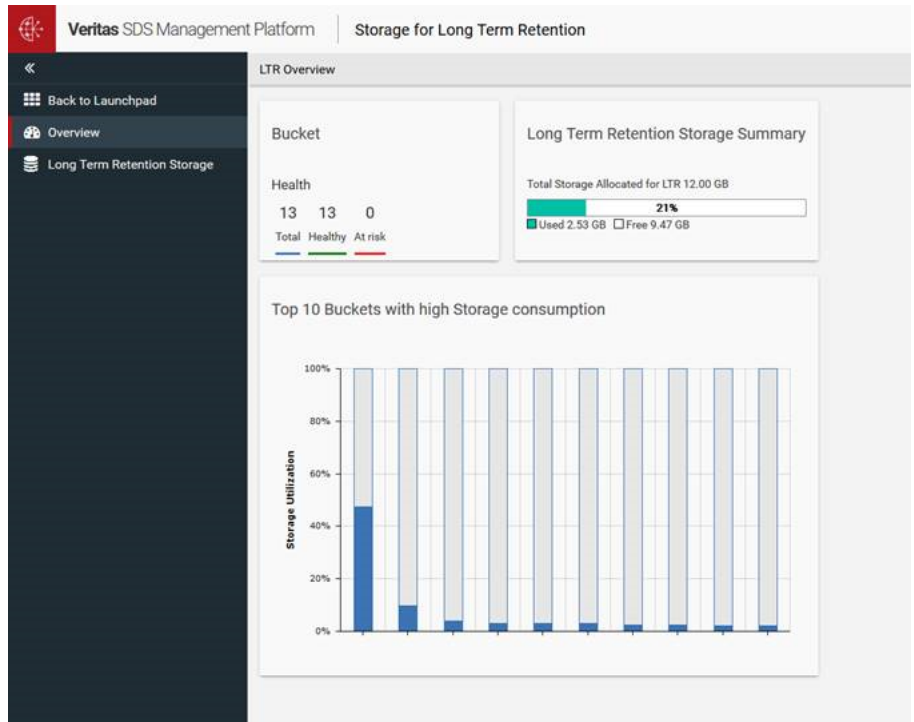 Veritas SDS Management Platform
Storage for Long Term Retention
LTR Overview
Back to Launchpad
Overview
Long Term Retention Storage
Bucket
Health
13 13 0
Total Healthy At risk
Long Term Retention Storage Summary
Total Storage Allocated for LTR 12.00 GB
21%
Used 2.53 GB Free 9.47 GB
Top 10 Buckets with high Storage consumption
Storage Utilization
100%
80%
60%
40%
20%
0%